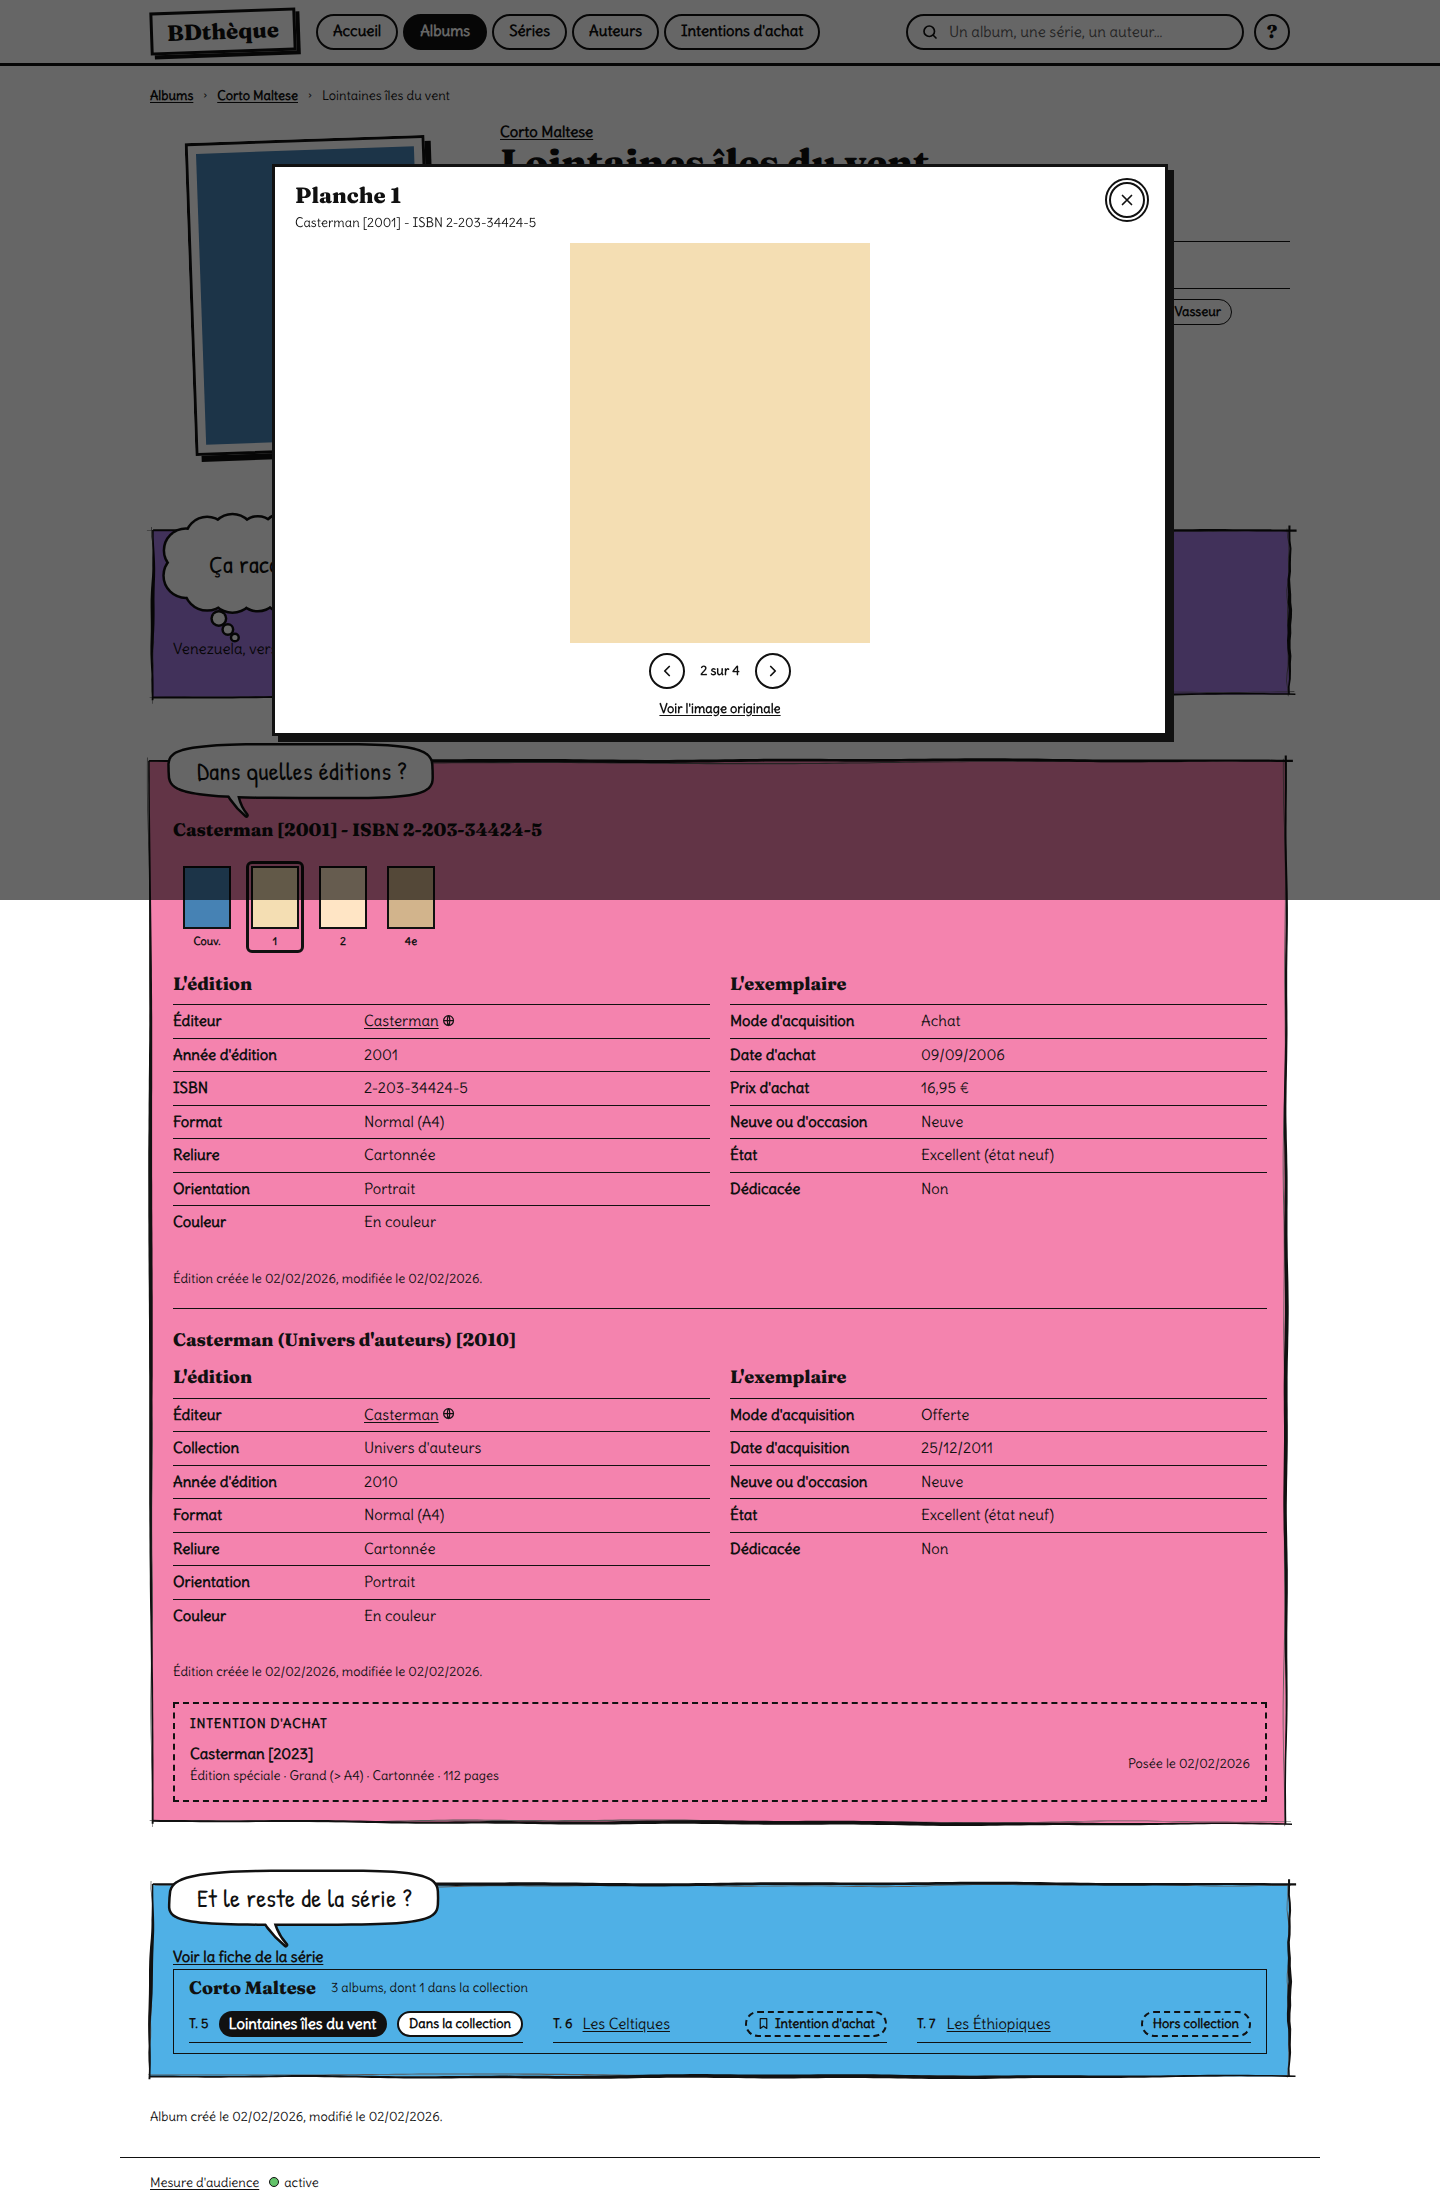 BDthèque
Accueil
Albums
Séries
Auteurs
Intentions d'achat
Un album, une série, un auteur...
?
Albums › Corto Maltese › Lointaines îles du vent
Corto Maltese
Lointaines îles du vent
Planche 1
Casterman [2001] - ISBN 2-203-34424-5
Vasseur
2 sur 4
Voir l'image originale
Ça
Venezuela,
Dans quelles éditions ?
Casterman [2001] - ISBN 2-203-34424-5
Couv.
1
2
4e
L'édition
Éditeur Casterman
Année d'édition 2001
ISBN 2-203-34424-5
Format Normal (A4)
Reliure Cartonnée
Orientation Portrait
Couleur En couleur
L'exemplaire
Mode d'acquisition Achat
Date d'achat 09/09/2006
Prix d'achat 16,95 €
Neuve ou d'occasion Neuve
État Excellent (état neuf)
Dédicacée Non
Édition créée le 02/02/2026, modifiée le 02/02/2026.
Casterman (Univers d'auteurs) [2010]
L'édition
Éditeur Casterman
Collection Univers d'auteurs
Année d'édition 2010
Format Normal (A4)
Reliure Cartonnée
Orientation Portrait
Couleur En couleur
L'exemplaire
Mode d'acquisition Offerte
Date d'acquisition 25/12/2011
Neuve ou d'occasion Neuve
État Excellent (état neuf)
Dédicacée Non
Édition créée le 02/02/2026, modifiée le 02/02/2026.
INTENTION D'ACHAT
Casterman [2023]
Édition spéciale · Grand (> A4) · Cartonnée · 112 pages
Posée le 02/02/2026
Et le reste de la série ?
Voir la fiche de la série
Corto Maltese 3 albums, dont 1 dans la collection
T. 5 Lointaines îles du vent Dans la collection
T. 6 Les Celtiques Intention d'achat
T. 7 Les Éthiopiques Hors collection
Album créé le 02/02/2026, modifié le 02/02/2026.
Mesure d'audience active